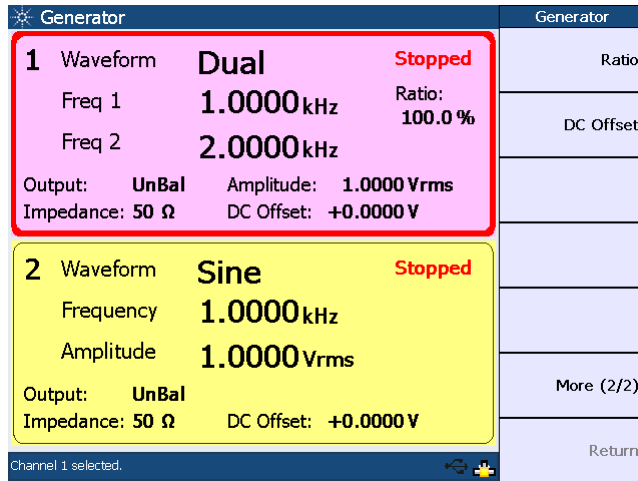 Generator
1 Waveform Dual Stopped
Freq 1 1.0000 kHz Ratio: 100.0 %
Freq 2 2.0000 kHz
Output: UnBal Amplitude: 1.0000 Vrms
Impedance: 50 Ω DC Offset: +0.0000 V
2 Waveform Sine Stopped
Frequency 1.0000 kHz
Amplitude 1.0000 Vrms
Output: UnBal
Impedance: 50 Ω DC Offset: +0.0000 V
Channel 1 selected.
Generator
Ratio
DC Offset
More (2/2)
Return